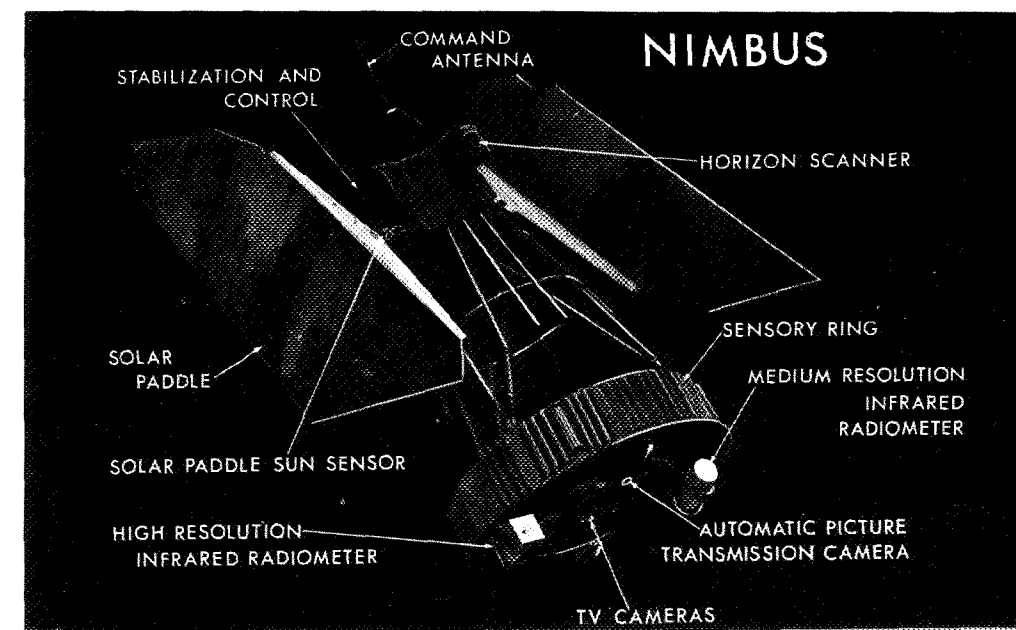 NIMBUS
COMMAND
ANTENNA
STABILIZATION AND
CONTROL
HORIZON SCANNER
SENSORY RING
SOLAR
PADDLE
MEDIUM RESOLUTION
INFRARED
RADIOMETER
SOLAR PADDLE SUN SENSOR
HIGH RESOLUTION
INFRARED RADIOMETER
AUTOMATIC PICTURE
TRANSMISSION CAMERA
TV CAMERAS